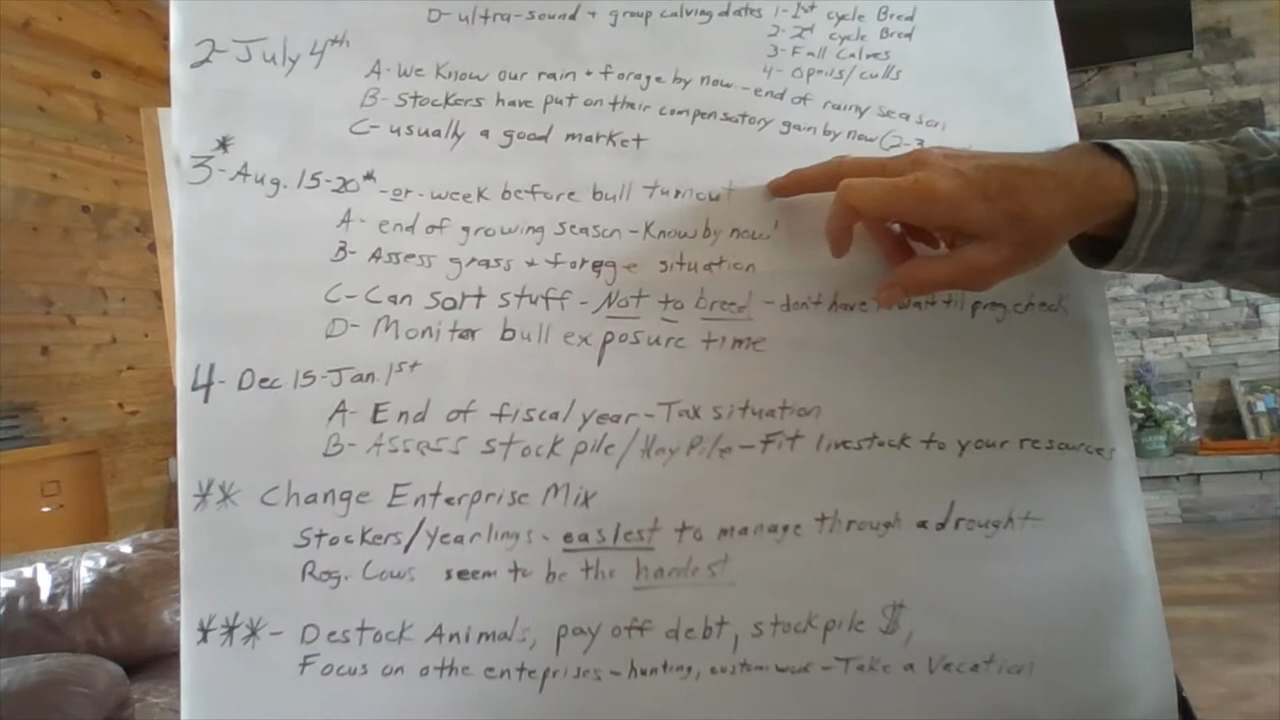 D-ultra-sound + group calving dates 1-1st cycle Bred
2-2nd cycle Bred
3-Fall Calves
4-Opens/culls
2-July 4th
A-We Know our rain + forage by now-end of rainy season
B-Stockers have put on their compensatory gain by now (2-3
C-usually a good market
*
3-Aug. 15-20th-or-week before bull turnout
A- end of growing season-Know by now!
B- Assess grass + forage situation
C-Can sort stuff-Not to breed-don't have to wait til preg. check
D- Monitor bull exposure time
4- Dec. 15-Jan. 1st
A- End of fiscal year-Tax situation
B-Assess stock pile/Hay Pile-Fit livestock to your resources
** Change Enterprise Mix
Stockers/Yearlings- easiest to manage through a drought
Reg. Cows seem to be the hardest
***- Destock Animals, pay off debt, stockpile $,
Focus on othe enteprises-hunting, custom work-Take a Vacation